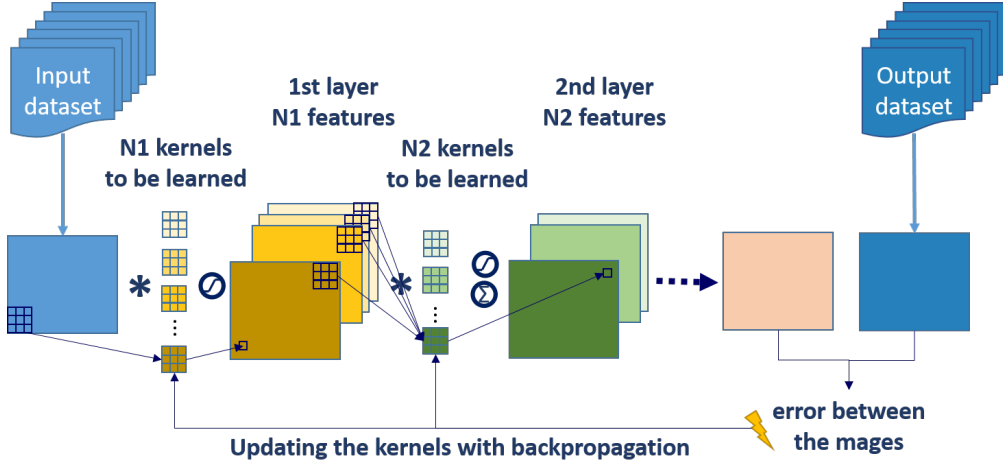 Input
dataset
1st layer
N1 features
2nd layer
N2 features
Output
dataset
N1 kernels
to be learned
N2 kernels
to be learned
*
*
Σ
...
...
error between
the mages
Updating the kernels with backpropagation